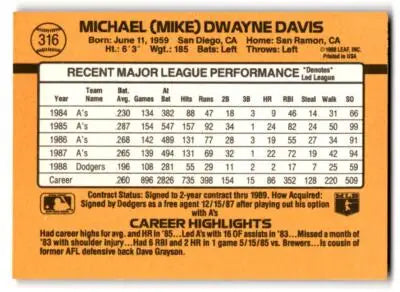 316
MICHAEL (MIKE) DWAYNE DAVIS
Born: June 11, 1959 San Diego, CA Home: San Ramon, CA
Ht.: 6'3" Wgt.: 185 Bats: Left Throws: Left
©1988 LEAF, INC.
Printed in USA
RECENT MAJOR LEAGUE PERFORMANCE "Denotes" Led League
Year Team Name Bat. Avg. Games At Bat Hits Runs 2B 3B HR RBI Steal Walk SO
1984 A's .230 134 382 88 47 18 3 9 46 14 31 66
1985 A's .287 154 547 157 92 34 1 24 82 24 50 99
1986 A's .268 142 489 131 77 28 3 19 55 27 34 91
1987 A's .265 139 494 131 69 32 1 22 72 19 42 94
1988 Dodgers .196 108 281 55 29 11 2 2 17 7 25 59
Career .260 896 2826 735 398 154 15 86 352 128 220 509
Contract Status: Signed to 2-year contract thru 1989. How Acquired:
Signed by Dodgers as a free agent 12/15/87 after playing out his option
with A's
CAREER HIGHLIGHTS
Had career highs for avg. and HR in '85...Led A's with 16 OF assists in '83...Missed a month of
'83 with shoulder injury...Had 6 RBI and 2 HR in 1 game 5/15/85 vs. Brewers...Is cousin of
former AFL defensive back Dave Grayson.